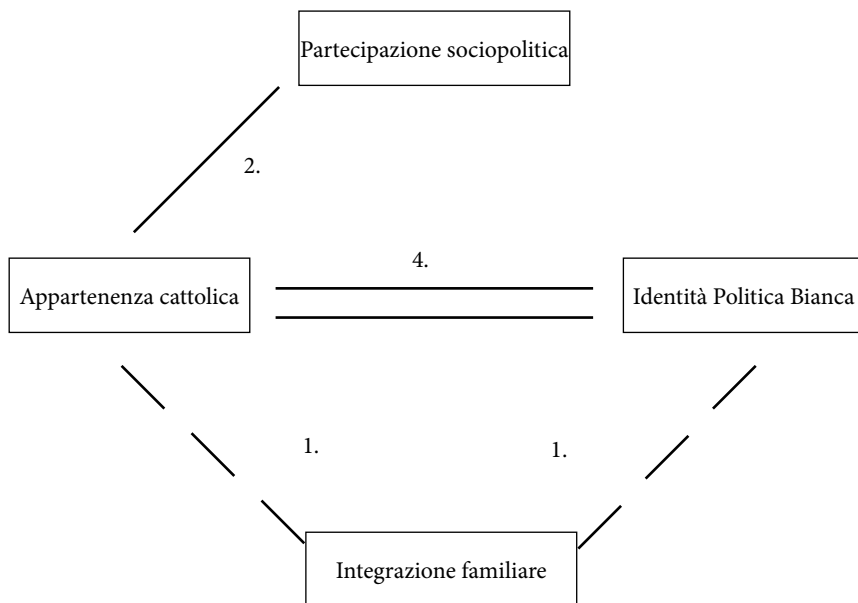 Partecipazione sociopolitica
2.
4.
Appartenenza cattolica
Identità Politica Bianca
1.
1.
Integrazione familiare